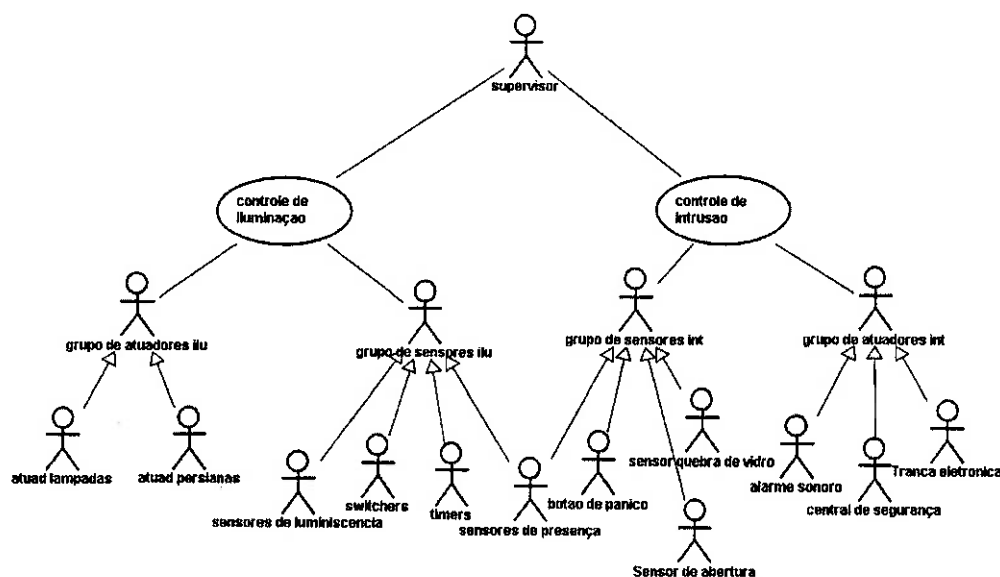 supervisor
controle de
iluminaçao
controle de
intrusao
grupo de atuadores ilu
grupo de sensores ilu
grupo de sensores int
grupo de atuadores int
atuad lampadas
atuad persianas
sensores de luminiscencia
switchers
timers
sensores de presença
botao de panico
sensor quebra de vidro
Sensor de abertura
alarme sonoro
central de segurança
Tranca eletronica